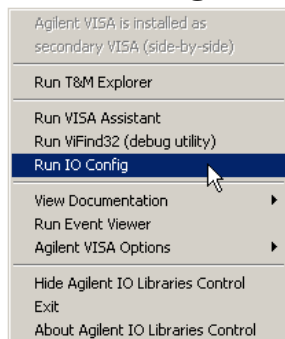 Agilent VISA is installed as
secondary VISA (side-by-side)
Run T&M Explorer
Run VISA Assistant
Run ViFind32 (debug utility)
Run IO Config
View Documentation
Run Event Viewer
Agilent VISA Options
Hide Agilent IO Libraries Control
Exit
About Agilent IO Libraries Control